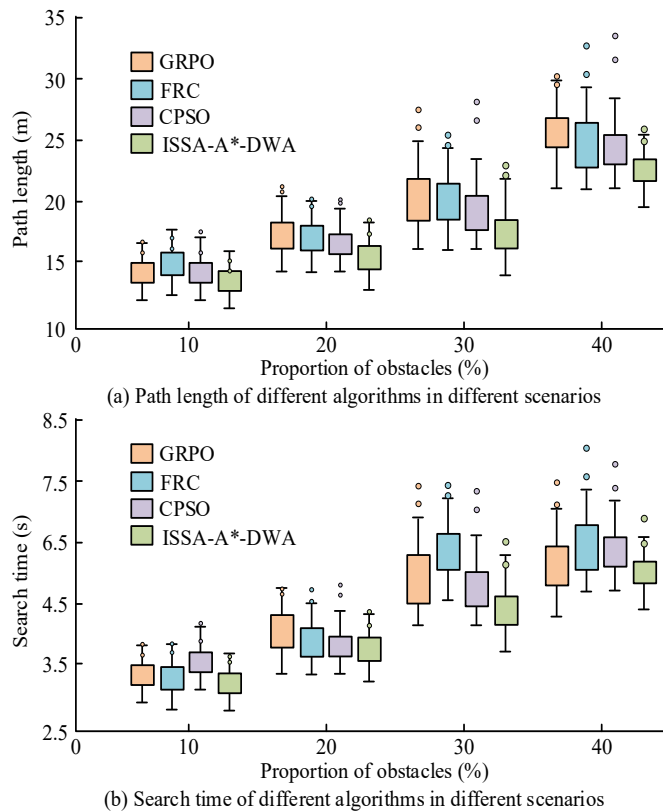 35
30
25
20
15
10
Path length (m)
GRPO
FRC
CPSO
ISSA-A*-DWA
0 10 20 30 40
Proportion of obstacles (%)
(a) Path length of different algorithms in different scenarios
8.5
7.5
6.5
4.5
3.5
2.5
Search time (s)
GRPO
FRC
CPSO
ISSA-A*-DWA
0 10 20 30 40
Proportion of obstacles (%)
(b) Search time of different algorithms in different scenarios